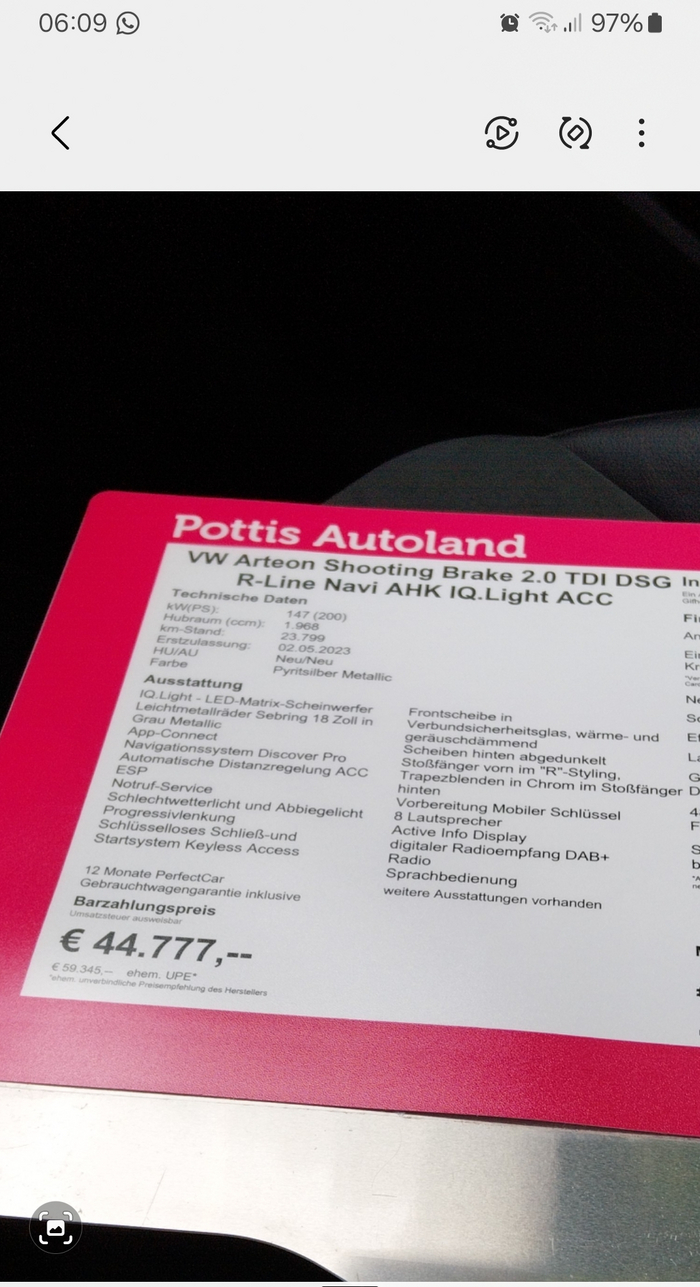 06:09
97%
Pottis Autoland
VW Arteon Shooting Brake 2.0 TDI DSG
R-Line Navi AHK IQ.Light ACC
Technische Daten
kW(PS): 147 (200)
Hubraum (ccm): 1.968
km-Stand: 23.799
Erstzulassung: 02.05.2023
HU/AU Neu/Neu
Farbe Pyritsilber Metallic
Ausstattung
IQ.Light - LED-Matrix-Scheinwerfer
Leichtmetallräder Sebring 18 Zoll in
Grau Metallic
App-Connect
Navigationssystem Discover Pro
Automatische Distanzregelung ACC
ESP
Notruf-Service
Schlechtwetterlicht und Abbiegelicht
Progressivlenkung
Schlüsselloses Schließ-und
Startsystem Keyless Access
Frontscheibe in
Verbundsicherheitsglas, wärme- und
geräuschdämmend
Scheiben hinten abgedunkelt
Stoßfänger vorn im "R"-Styling,
Trapezblenden in Chrom im Stoßfänger
hinten
Vorbereitung Mobiler Schlüssel
8 Lautsprecher
Active Info Display
digitaler Radioempfang DAB+
Radio
Sprachbedienung
weitere Ausstattungen vorhanden
12 Monate PerfectCar
Gebrauchtwagengarantie inklusive
Barzahlungspreis
Umsatzsteuer ausweisbar
€ 44.777,--
€ 59.345,-- ehem. UPE*
*ehem. unverbindliche Preisempfehlung des Herstellers